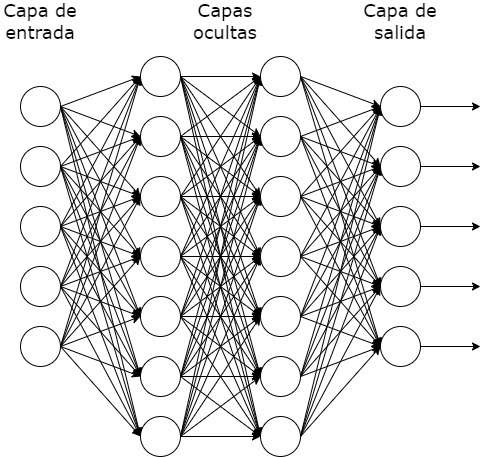 Capa de
entrada
Capas
ocultas
Capa de
salida